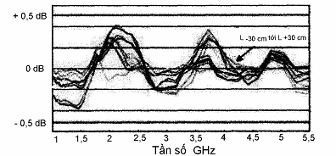 + 0,5 dB
L -30 cm tới L +30 cm
0 dB
- 0,5 dB
1 1,5 2 2,5 3 3,5 4 4,5 5 5,5
Tần số GHz